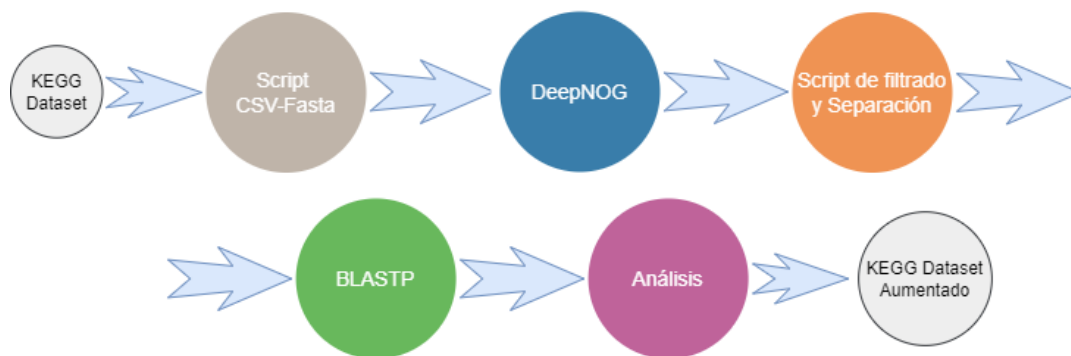 KEGG
Dataset
Script
CSV-Fasta
DeepNOG
Script de filtrado
y Separación
BLASTP
Análisis
KEGG Dataset
Aumentado